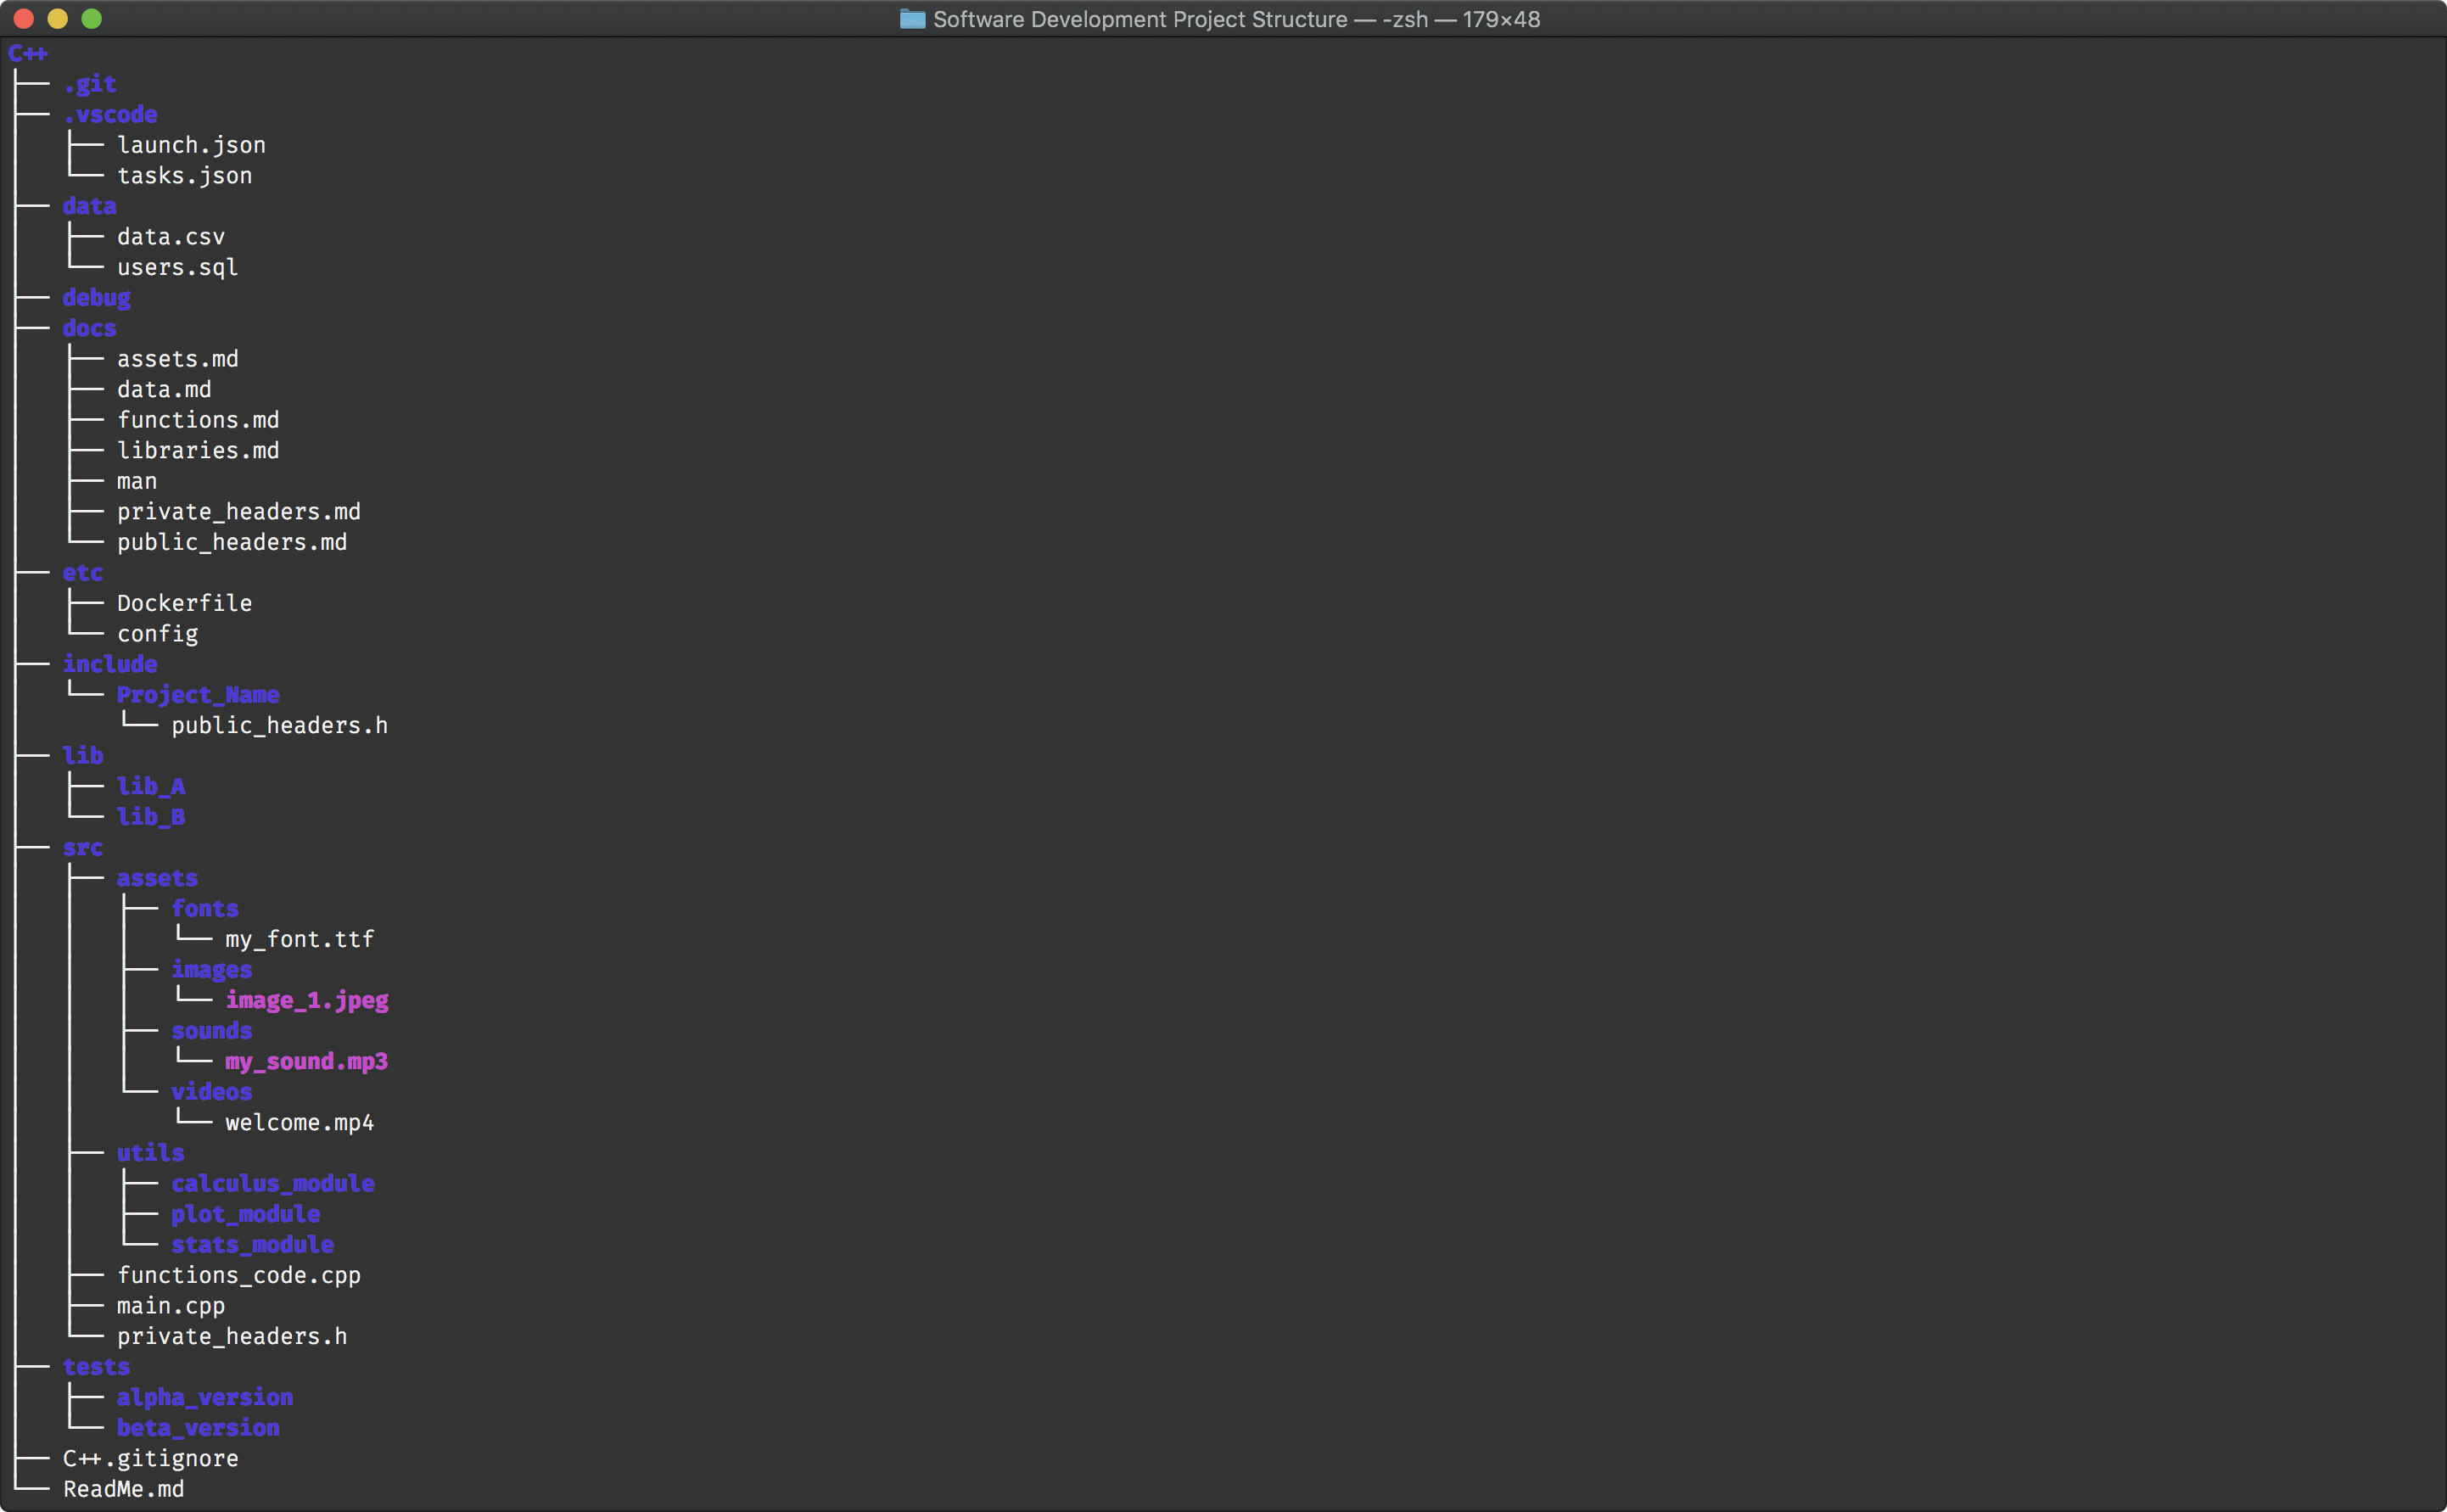 Software Development Project Structure — -zsh — 179×48
C++
├── .git
├── .vscode
│   ├── launch.json
│   └── tasks.json
├── data
│   ├── data.csv
│   └── users.sql
├── debug
├── docs
│   ├── assets.md
│   ├── data.md
│   ├── functions.md
│   ├── libraries.md
│   ├── man
│   ├── private_headers.md
│   └── public_headers.md
├── etc
│   ├── Dockerfile
│   └── config
├── include
│   └── Project_Name
│       └── public_headers.h
├── lib
│   ├── lib_A
│   └── lib_B
├── src
│   ├── assets
│   │   ├── fonts
│   │   │   └── my_font.ttf
│   │   ├── images
│   │   │   └── image_1.jpeg
│   │   ├── sounds
│   │   │   └── my_sound.mp3
│   │   └── videos
│   │       └── welcome.mp4
│   ├── utils
│   │   ├── calculus_module
│   │   ├── plot_module
│   │   └── stats_module
│   ├── functions_code.cpp
│   ├── main.cpp
│   └── private_headers.h
├── tests
│   ├── alpha_version
│   └── beta_version
├── C++.gitignore
└── ReadMe.md